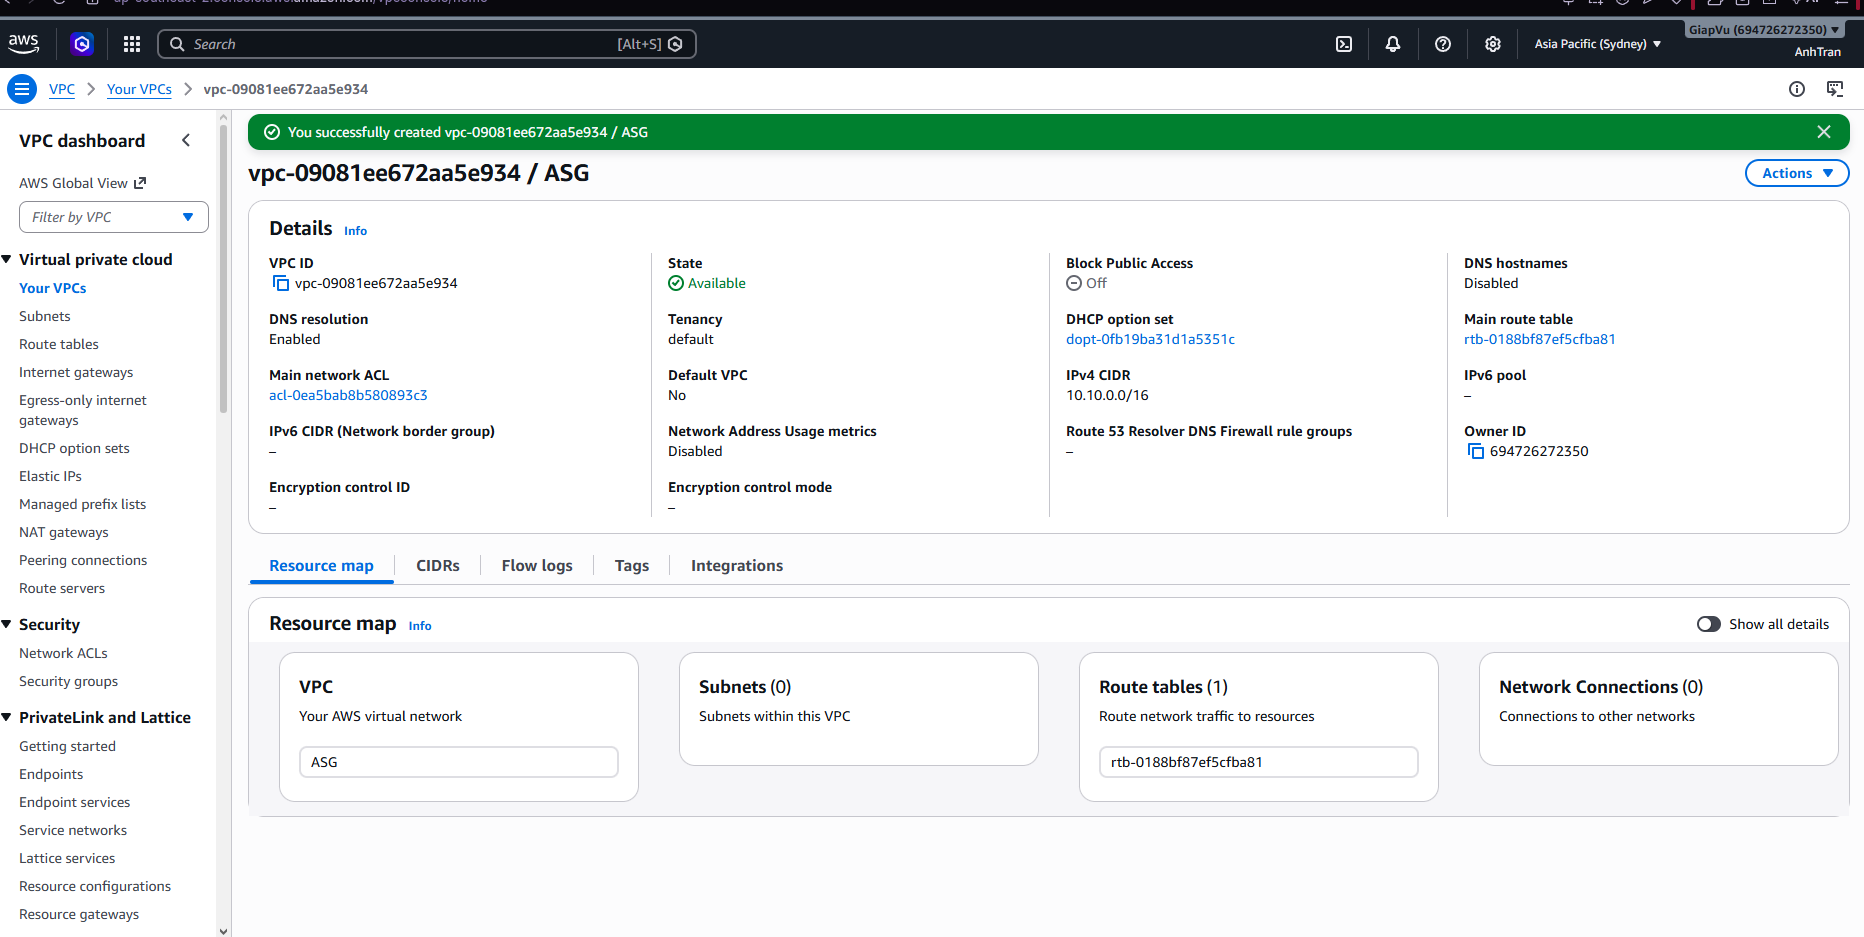 aws
Search
[Alt+S]
Asia Pacific (Sydney)
GiapVu (694726272350)
AnhTran
VPC
Your VPCs
vpc-09081ee672aa5e934
VPC dashboard
AWS Global View
Filter by VPC
Virtual private cloud
Your VPCs
Subnets
Route tables
Internet gateways
Egress-only internet
gateways
DHCP option sets
Elastic IPs
Managed prefix lists
NAT gateways
Peering connections
Route servers
Security
Network ACLs
Security groups
PrivateLink and Lattice
Getting started
Endpoints
Endpoint services
Service networks
Lattice services
Resource configurations
Resource gateways
You successfully created vpc-09081ee672aa5e934 / ASG
vpc-09081ee672aa5e934 / ASG
Actions
Details
Info
VPC ID
vpc-09081ee672aa5e934
State
Available
Block Public Access
Off
DNS hostnames
Disabled
DNS resolution
Enabled
Tenancy
default
DHCP option set
dopt-0fb19ba31d1a5351c
Main route table
rtb-0188bf87ef5cfba81
Main network ACL
acl-0ea5bab8b580893c3
Default VPC
No
IPv4 CIDR
10.10.0.0/16
IPv6 pool
–
IPv6 CIDR (Network border group)
–
Network Address Usage metrics
Disabled
Route 53 Resolver DNS Firewall rule groups
–
Owner ID
694726272350
Encryption control ID
–
Encryption control mode
–
Resource map
CIDRs
Flow logs
Tags
Integrations
Resource map
Info
Show all details
VPC
Your AWS virtual network
ASG
Subnets (0)
Subnets within this VPC
Route tables (1)
Route network traffic to resources
rtb-0188bf87ef5cfba81
Network Connections (0)
Connections to other networks